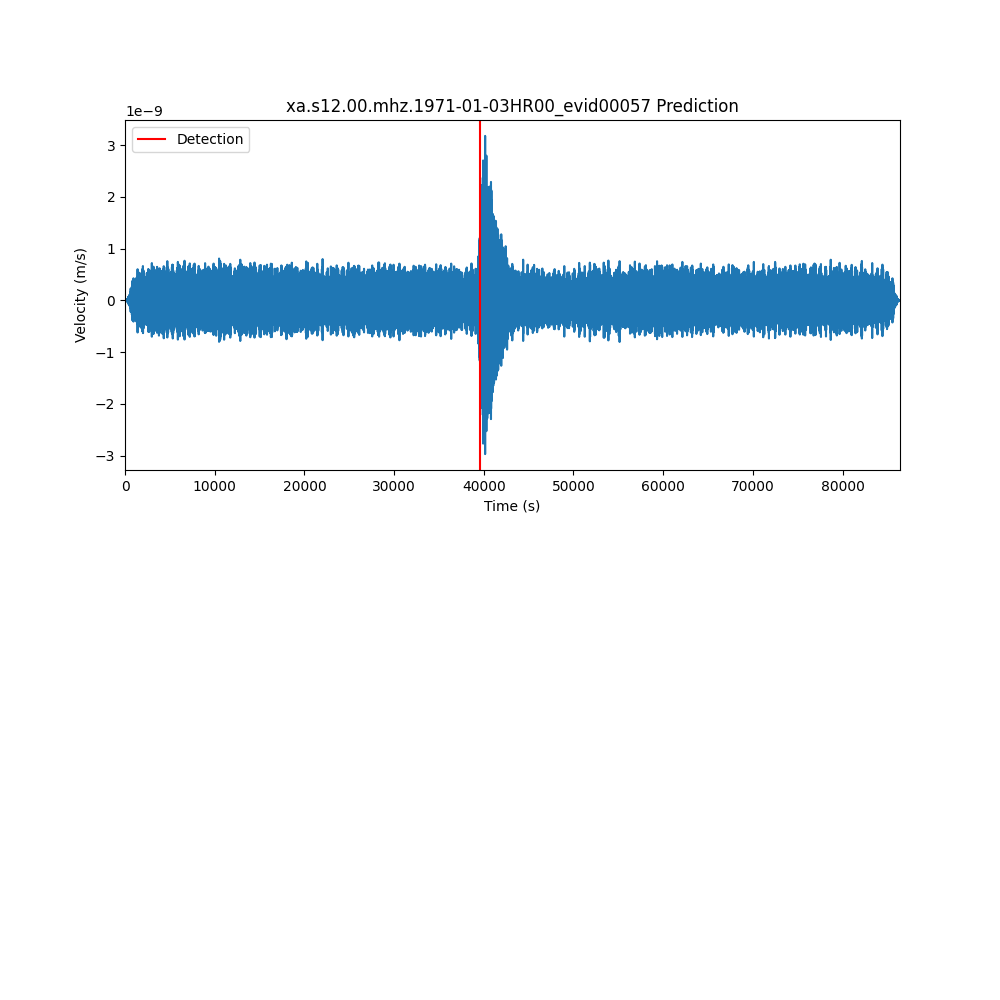 xa.s12.00.mhz.1971-01-03HR00_evid00057 Prediction
1e−9
Detection
3
2
1
0
−1
−2
−3
Velocity (m/s)
0 10000 20000 30000 40000 50000 60000 70000 80000
Time (s)